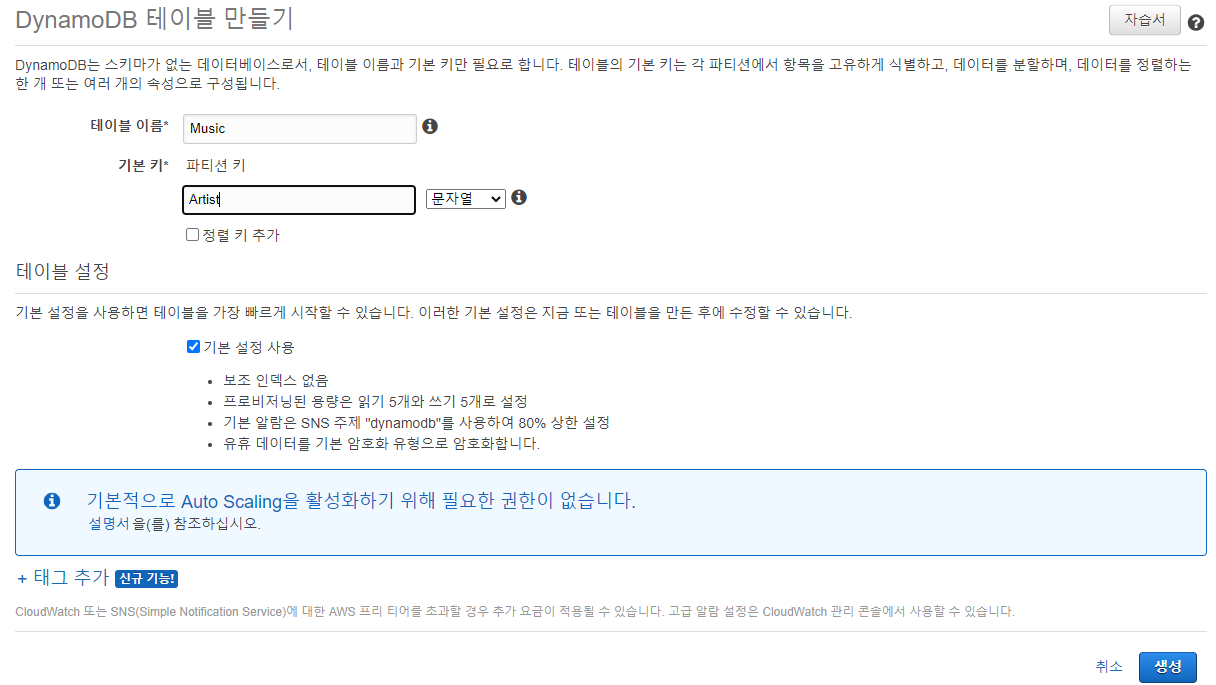 DynamoDB 테이블 만들기
자습서
DynamoDB는 스키마가 없는 데이터베이스로서, 테이블 이름과 기본 키만 필요로 합니다. 테이블의 기본 키는 각 파티션에서 항목을 고유하게 식별하고, 데이터를 분할하며, 데이터를 정렬하는
한 개 또는 여러 개의 속성으로 구성됩니다.
테이블 이름* Music
기본 키* 파티션 키
Artist 문자열
정렬 키 추가
테이블 설정
기본 설정을 사용하면 테이블을 가장 빠르게 시작할 수 있습니다. 이러한 기본 설정은 지금 또는 테이블을 만든 후에 수정할 수 있습니다.
기본 설정 사용
• 보조 인덱스 없음
• 프로비저닝된 용량은 읽기 5개와 쓰기 5개로 설정
• 기본 알람은 SNS 주제 "dynamodb"를 사용하여 80% 상한 설정
• 유휴 데이터를 기본 암호화 유형으로 암호화합니다.
기본적으로 Auto Scaling을 활성화하기 위해 필요한 권한이 없습니다.
설명서 을(를) 참조하십시오.
+ 태그 추가 신규 기능!
CloudWatch 또는 SNS(Simple Notification Service)에 대한 AWS 프리 티어를 초과할 경우 추가 요금이 적용될 수 있습니다. 고급 알람 설정은 CloudWatch 관리 콘솔에서 사용할 수 있습니다.
취소 생성